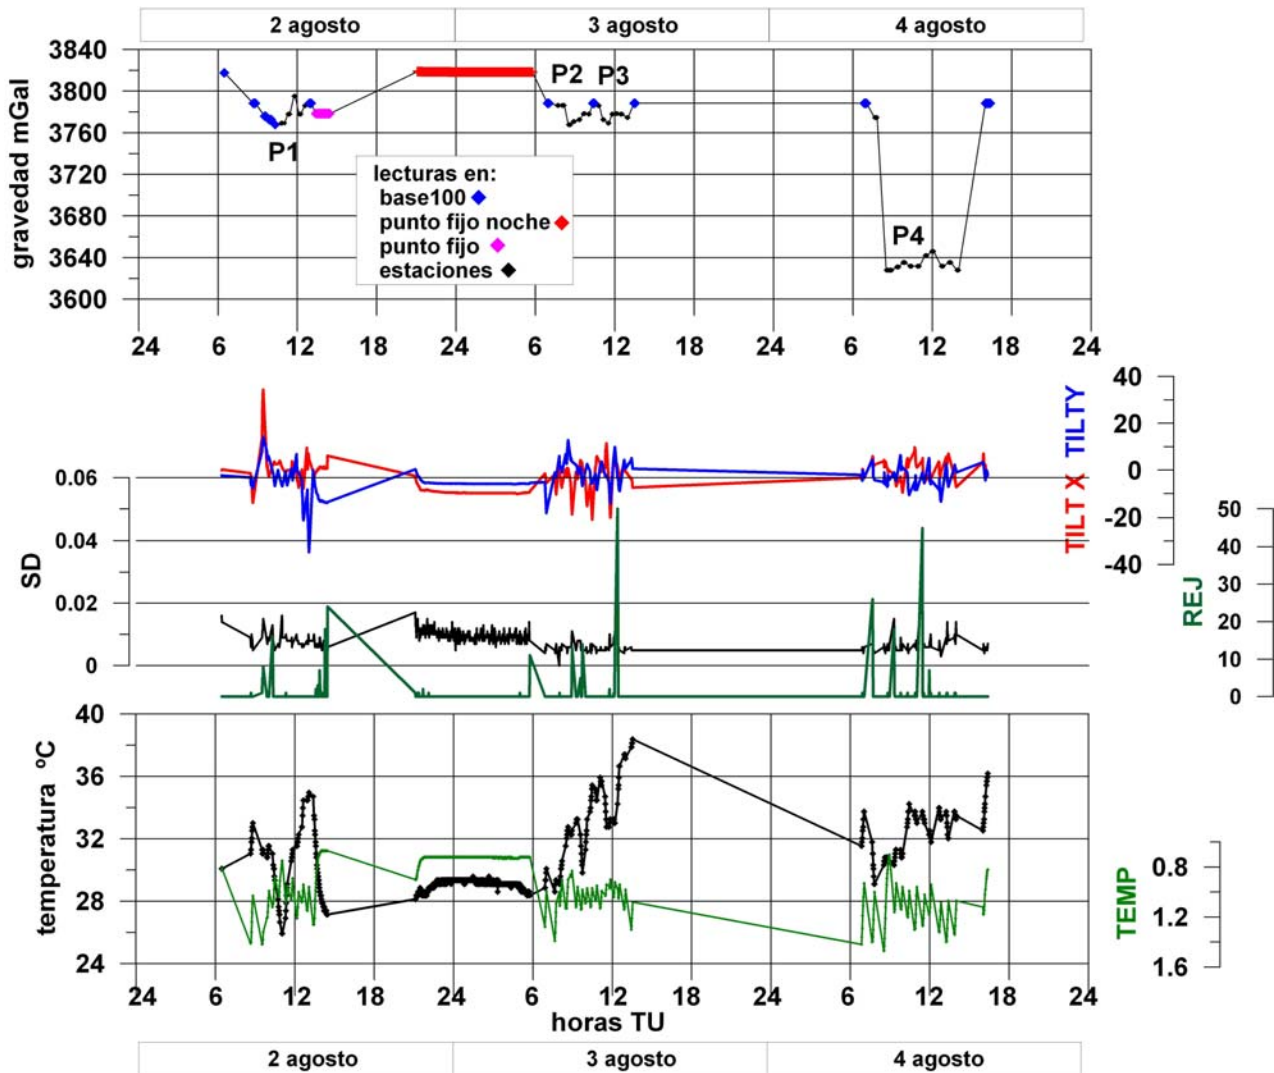 2 agosto 3 agosto 4 agosto
3840
3800
3760
3720
3680
3640
3600
gravedad mGal
P1
P2
P3
P4
lecturas en:
base100
punto fijo noche
punto fijo
estaciones
24 6 12 18 24 6 12 18 24 6 12 18 24
0.06
0.04
0.02
0
SD
TILT X TILTY
40
20
0
-20
-40
REJ
50
40
30
20
10
0
40
36
32
28
24
temperatura ºC
TEMP
0.8
1.2
1.6
24 6 12 18 24 6 12 18 24 6 12 18 24
horas TU
2 agosto 3 agosto 4 agosto